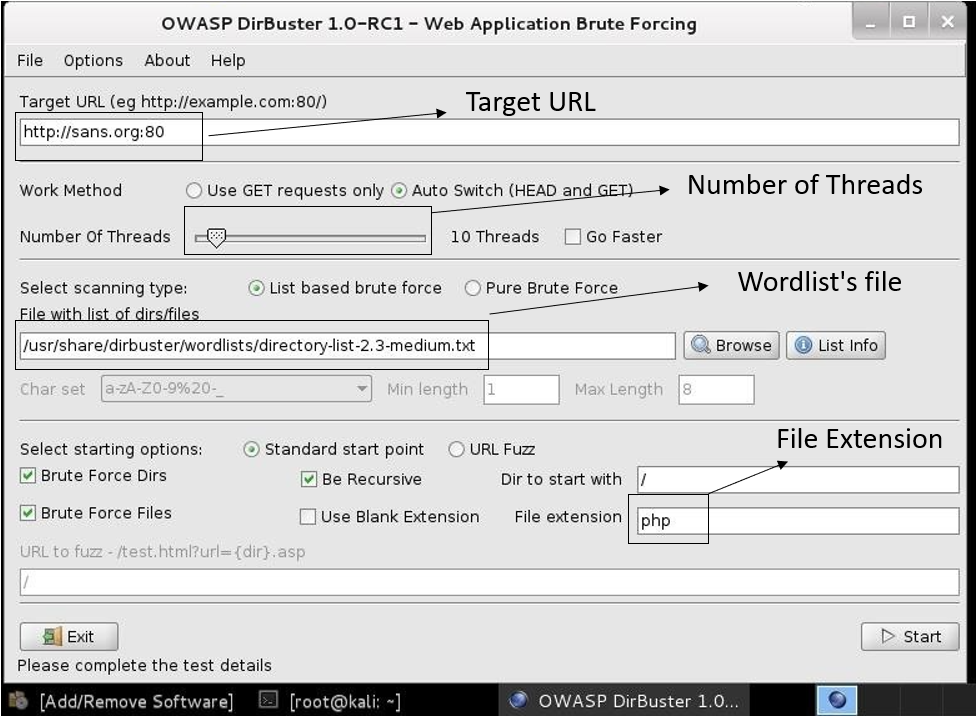 OWASP DirBuster 1.0-RC1 - Web Application Brute Forcing
File Options About Help
Target URL (eg http://example.com:80/)
Target URL
http://sans.org:80
Work Method Use GET requests only Auto Switch (HEAD and GET)
Number of Threads
Number Of Threads 10 Threads Go Faster
Select scanning type: List based brute force Pure Brute Force
Wordlist's file
File with list of dirs/files
/usr/share/dirbuster/wordlists/directory-list-2.3-medium.txt Browse List Info
Char set a-zA-Z0-9%20-_ Min length 1 Max Length 8
File Extension
Select starting options: Standard start point URL Fuzz
Brute Force Dirs Be Recursive Dir to start with /
Brute Force Files Use Blank Extension File extension php
URL to fuzz - /test.html?url={dir}.asp
/
Exit Start
Please complete the test details
[Add/Remove Software] [root@kali: ~] OWASP DirBuster 1.0...